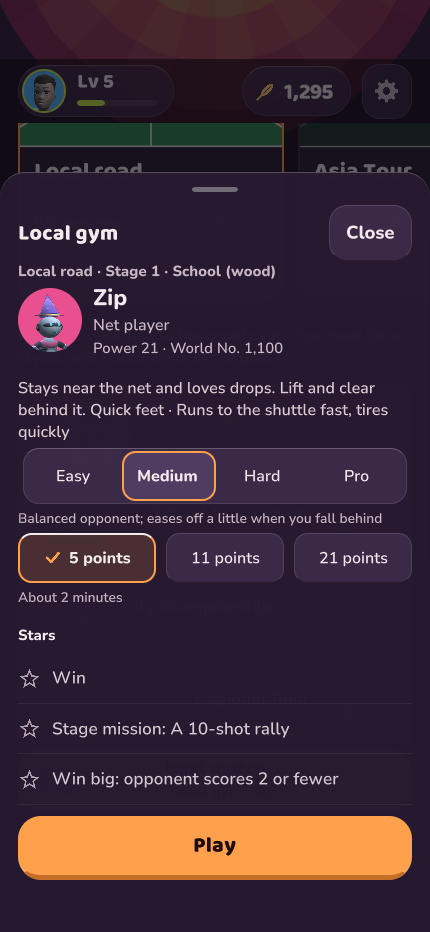 Lv 5
1,295
Local road
Asia Tour
Local gym
Close
Local road · Stage 1 · School (wood)
Zip
Net player
Power 21 · World No. 1,100
Stays near the net and loves drops. Lift and clear
behind it. Quick feet · Runs to the shuttle fast, tires
quickly
Easy
Medium
Hard
Pro
Balanced opponent; eases off a little when you fall behind
5 points
11 points
21 points
About 2 minutes
Stars
Win
Stage mission: A 10-shot rally
Win big: opponent scores 2 or fewer
Play